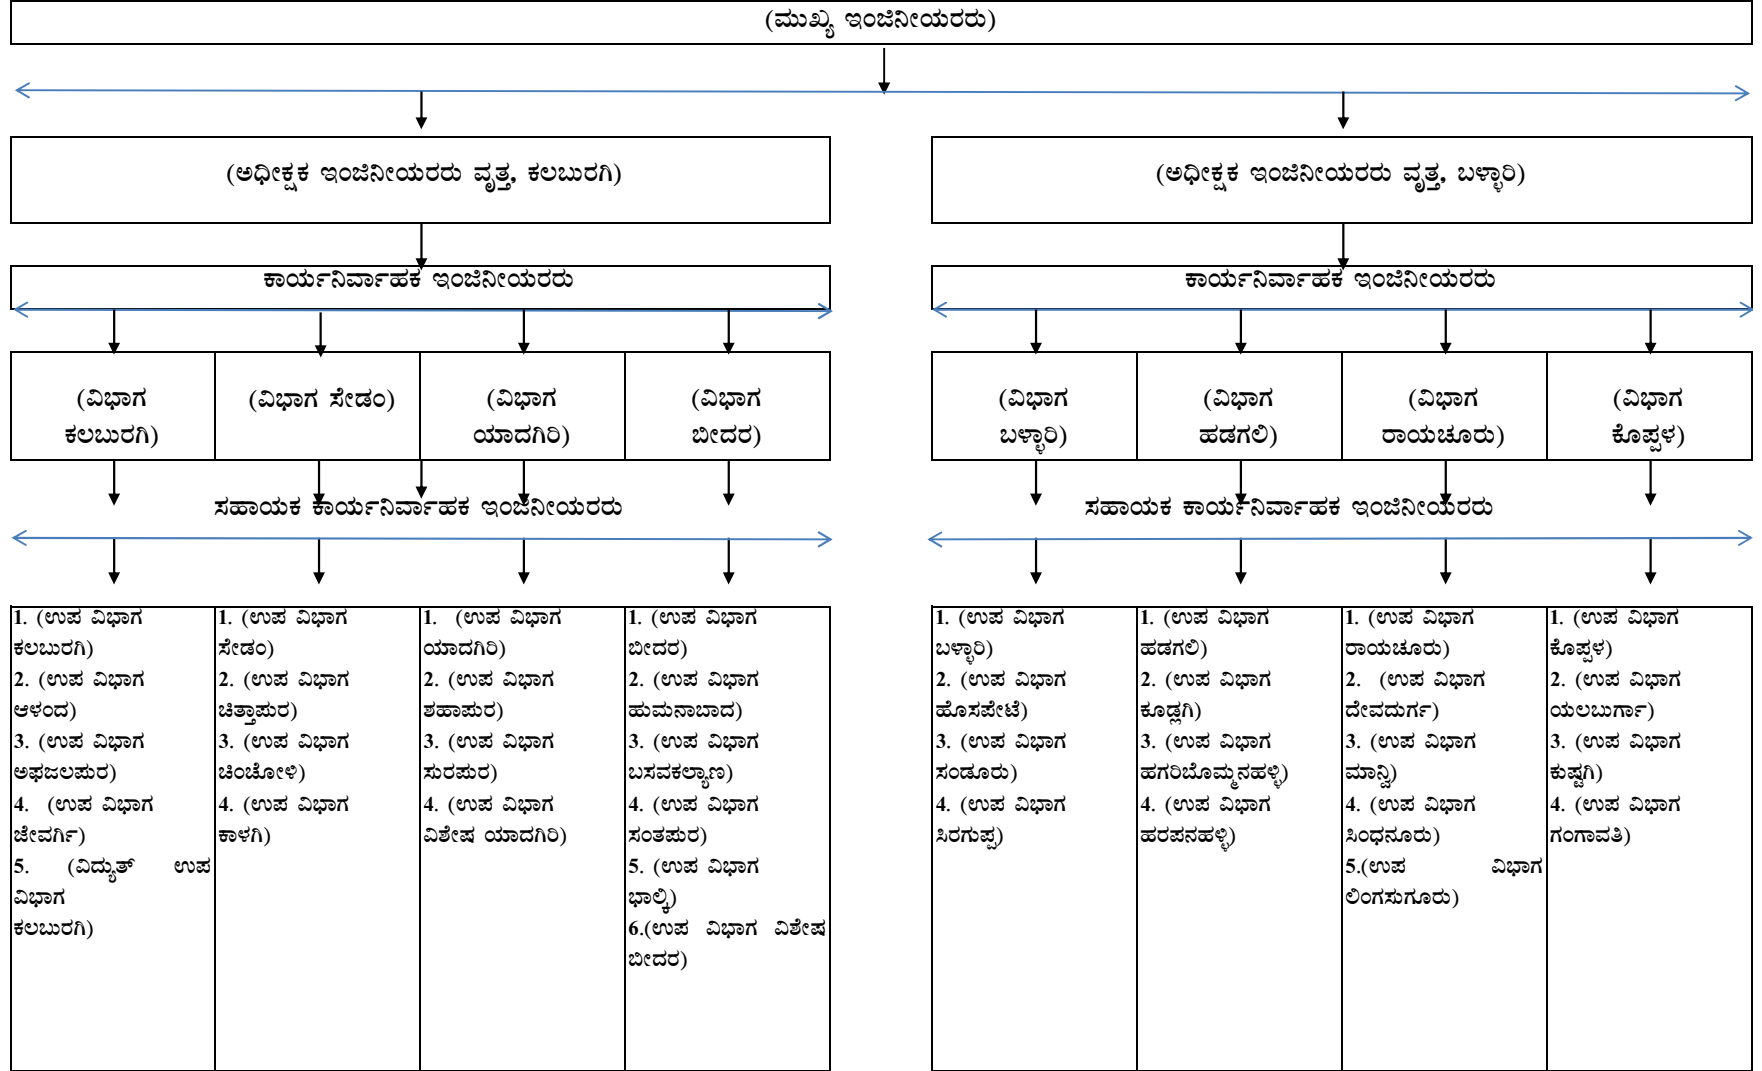 (ಮುಖ್ಯ ಇಂಜಿನೀಯರರು)
(ಅಧೀಕ್ಷಕ ಇಂಜಿನೀಯರರು ವೃತ್ತ, ಕಲಬುರಗಿ)
(ಅಧೀಕ್ಷಕ ಇಂಜಿನೀಯರರು ವೃತ್ತ, ಬಳ್ಳಾರಿ)
ಕಾರ್ಯನಿರ್ವಾಹಕ ಇಂಜಿನೀಯರರು
ಕಾರ್ಯನಿರ್ವಾಹಕ ಇಂಜಿನೀಯರರು
(ವಿಭಾಗ
ಕಲಬುರಗಿ)
(ವಿಭಾಗ ಸೇಡಂ)
(ವಿಭಾಗ
ಯಾದಗಿರಿ)
(ವಿಭಾಗ
ಬೀದರ)
(ವಿಭಾಗ
ಬಳ್ಳಾರಿ)
(ವಿಭಾಗ
ಹಡಗಲಿ)
(ವಿಭಾಗ
ರಾಯಚೂರು)
(ವಿಭಾಗ
ಕೊಪ್ಪಳ)
ಸಹಾಯಕ ಕಾರ್ಯನಿರ್ವಾಹಕ ಇಂಜಿನೀಯರರು
ಸಹಾಯಕ ಕಾರ್ಯನಿರ್ವಾಹಕ ಇಂಜಿನೀಯರರು
1. (ಉಪ ವಿಭಾಗ
ಕಲಬುರಗಿ)
2. (ಉಪ ವಿಭಾಗ
ಆಳಂದ)
3. (ಉಪ ವಿಭಾಗ
ಅಫಜಲಪುರ)
4. (ಉಪ ವಿಭಾಗ
ಜೇವರ್ಗಿ)
5. (ವಿದ್ಯುತ್ ಉಪ
ವಿಭಾಗ
ಕಲಬುರಗಿ)
1. (ಉಪ ವಿಭಾಗ
ಸೇಡಂ)
2. (ಉಪ ವಿಭಾಗ
ಚಿತ್ತಾಪುರ)
3. (ಉಪ ವಿಭಾಗ
ಚಿಂಚೋಳಿ)
4. (ಉಪ ವಿಭಾಗ
ಕಾಳಗಿ)
1. (ಉಪ ವಿಭಾಗ
ಯಾದಗಿರಿ)
2. (ಉಪ ವಿಭಾಗ
ಶಹಾಪುರ)
3. (ಉಪ ವಿಭಾಗ
ಸುರಪುರ)
4. (ಉಪ ವಿಭಾಗ
ವಿಶೇಷ ಯಾದಗಿರಿ)
1. (ಉಪ ವಿಭಾಗ
ಬೀದರ)
2. (ಉಪ ವಿಭಾಗ
ಹುಮನಾಬಾದ)
3. (ಉಪ ವಿಭಾಗ
ಬಸವಕಲ್ಯಾಣ)
4. (ಉಪ ವಿಭಾಗ
ಸಂತಪುರ)
5. (ಉಪ ವಿಭಾಗ
ಭಾಲ್ಕಿ)
6.(ಉಪ ವಿಭಾಗ ವಿಶೇಷ
ಬೀದರ)
1. (ಉಪ ವಿಭಾಗ
ಬಳ್ಳಾರಿ)
2. (ಉಪ ವಿಭಾಗ
ಹೊಸಪೇಟೆ)
3. (ಉಪ ವಿಭಾಗ
ಸಂಡೂರು)
4. (ಉಪ ವಿಭಾಗ
ಸಿರಗುಪ್ಪ)
1. (ಉಪ ವಿಭಾಗ
ಹಡಗಲಿ)
2. (ಉಪ ವಿಭಾಗ
ಕೂಡ್ಲಗಿ)
3. (ಉಪ ವಿಭಾಗ
ಹಗರಿಬೊಮ್ಮನಹಳ್ಳಿ)
4. (ಉಪ ವಿಭಾಗ
ಹರಪನಹಳ್ಳಿ)
1. (ಉಪ ವಿಭಾಗ
ರಾಯಚೂರು)
2. (ಉಪ ವಿಭಾಗ
ದೇವದುರ್ಗ)
3. (ಉಪ ವಿಭಾಗ
ಮಾನ್ವಿ)
4. (ಉಪ ವಿಭಾಗ
ಸಿಂಧನೂರು)
5.(ಉಪ ವಿಭಾಗ
ಲಿಂಗಸುಗೂರು)
1. (ಉಪ ವಿಭಾಗ
ಕೊಪ್ಪಳ)
2. (ಉಪ ವಿಭಾಗ
ಯಲಬುರ್ಗಾ)
3. (ಉಪ ವಿಭಾಗ
ಕುಷ್ಟಗಿ)
4. (ಉಪ ವಿಭಾಗ
ಗಂಗಾವತಿ)